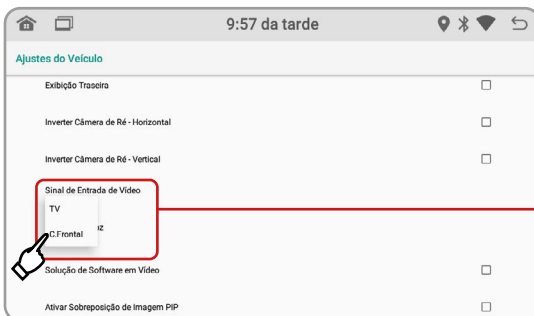 9:57 da tarde
Ajustes do Veículo
Exibição Traseira
Inverter Câmera de Ré - Horizontal
Inverter Câmera de Ré - Vertical
Sinal de Entrada de Vídeo
TV
C.Frontal
Solução de Software em Vídeo
Ativar Sobreposição de Imagem PIP